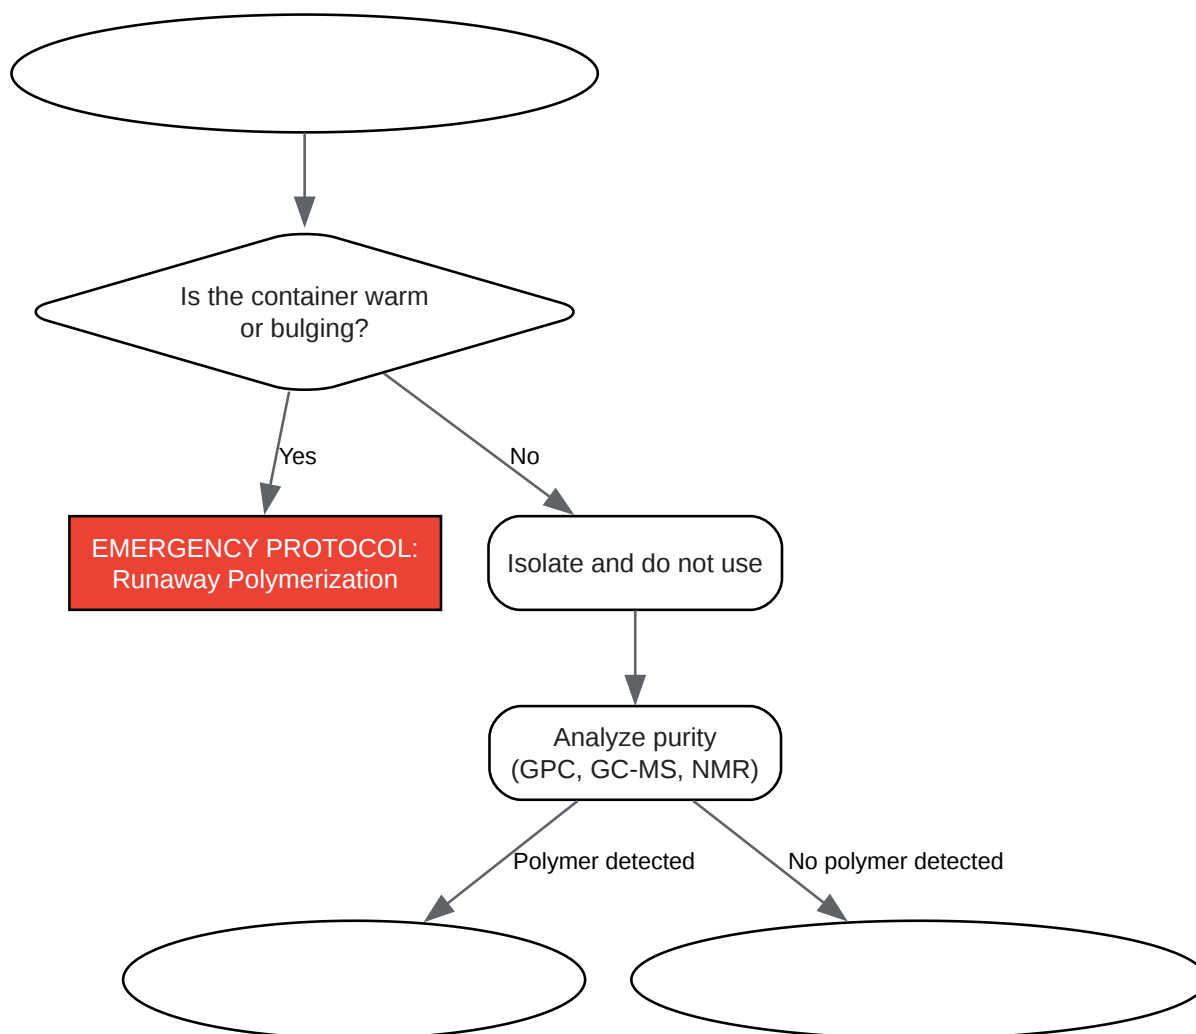 Is the container warm
or bulging?
Yes
No
EMERGENCY PROTOCOL:
Runaway Polymerization
Isolate and do not use
Analyze purity
(GPC, GC-MS, NMR)
Polymer detected
No polymer detected